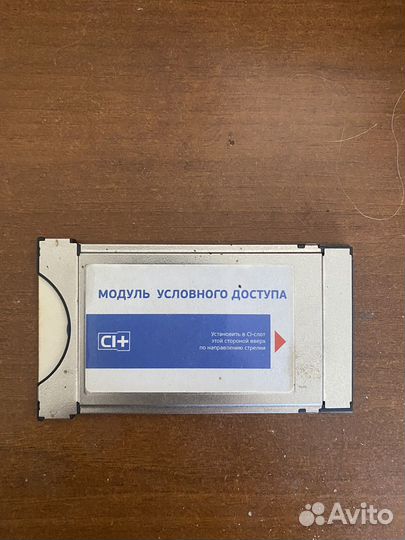 МОДУЛЬ УСЛОВНОГО ДОСТУПА
CI+
Установить в CI-слот
этой стороной вверх
по направлению стрелки
Avito